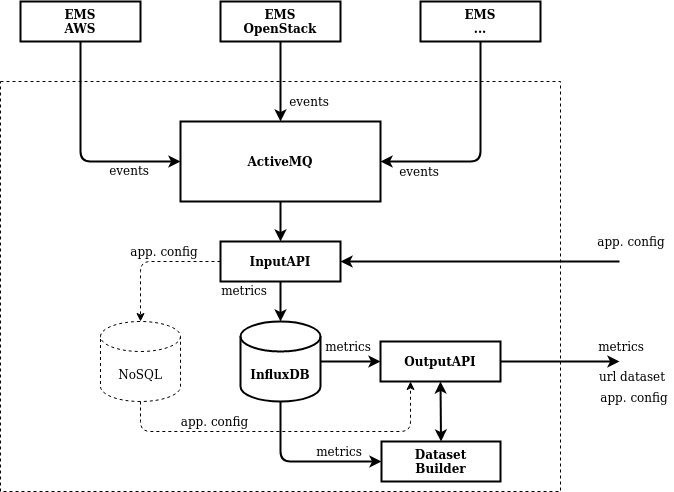 EMS
AWS
EMS
OpenStack
EMS
...
events
ActiveMQ
events
events
app. config
app. config
InputAPI
metrics
metrics
metrics
NoSQL
InfluxDB
OutputAPI
url dataset
app. config
app. config
metrics
Dataset
Builder